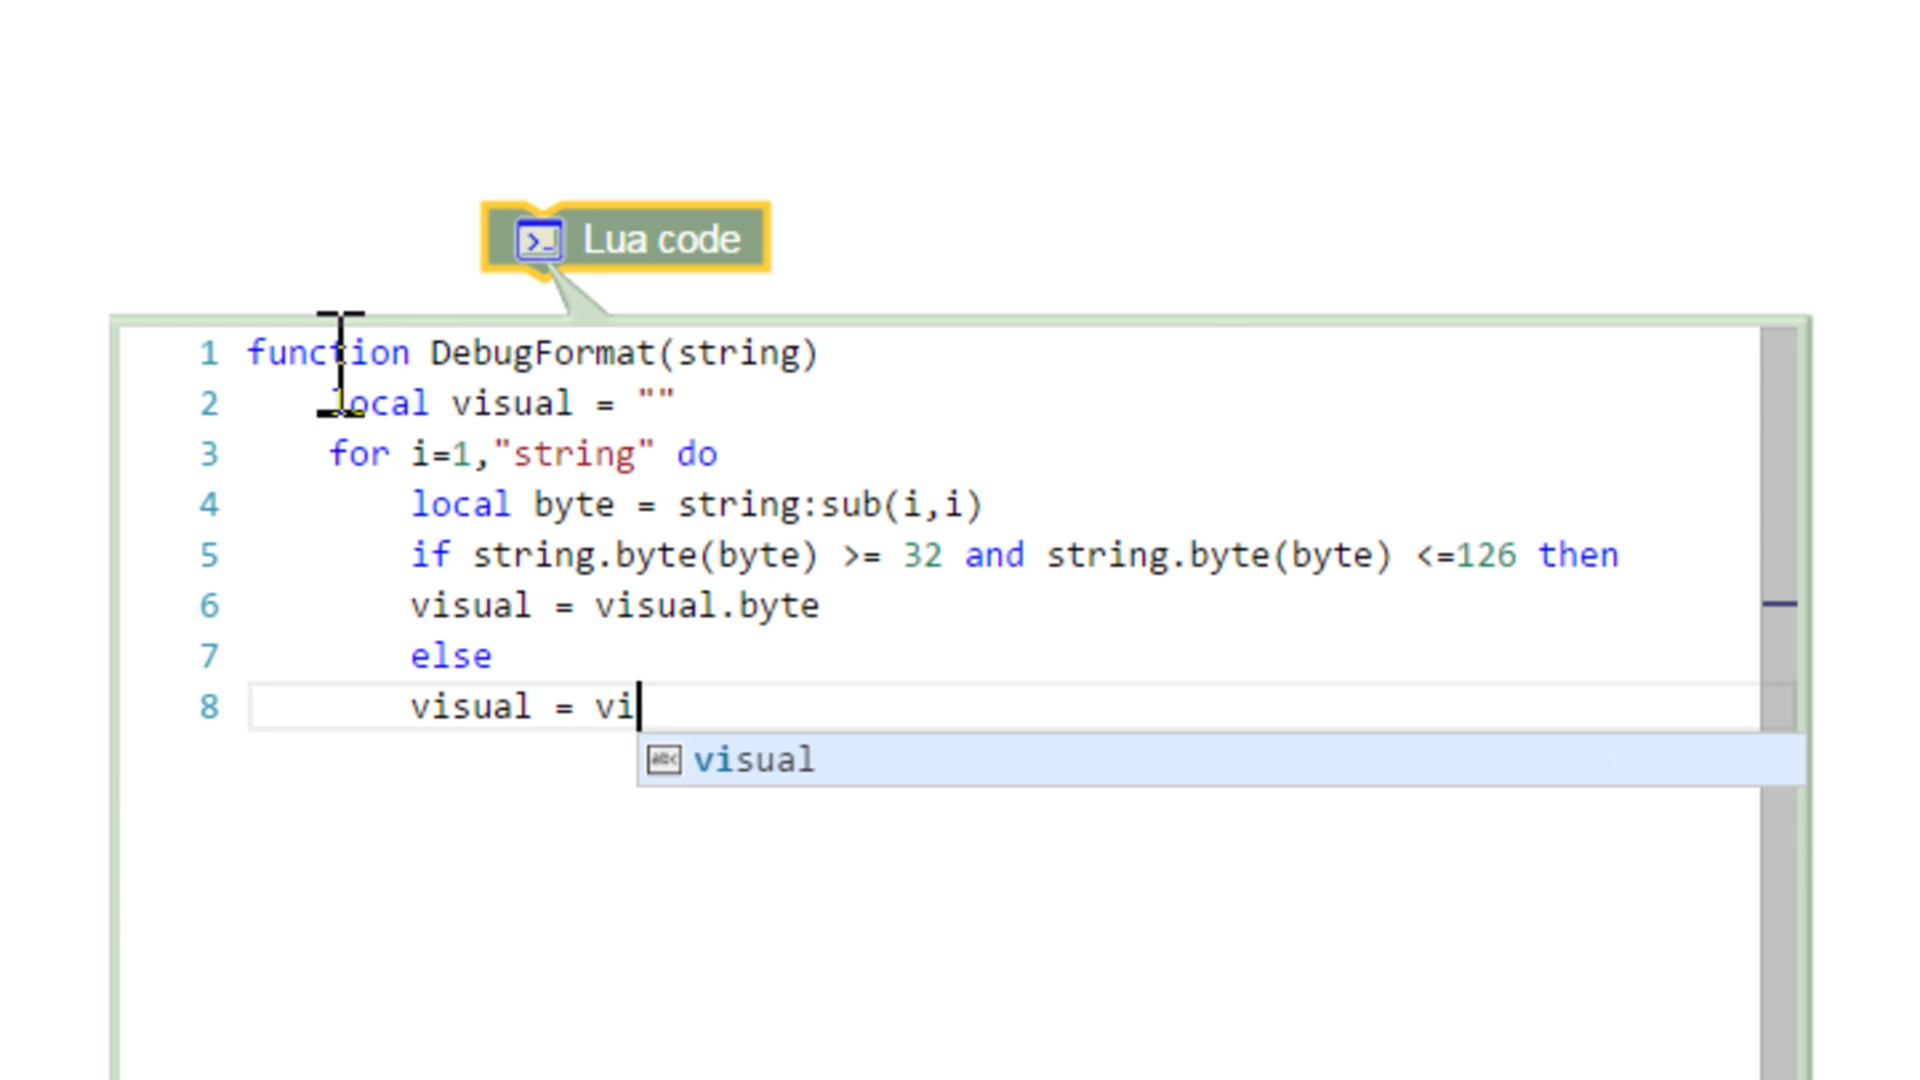 Lua code
1 function DebugFormat(string)
2 local visual = ""
3 for i=1,"string" do
4 local byte = string:sub(i,i)
5 if string.byte(byte) >= 32 and string.byte(byte) <=126 then
6 visual = visual.byte
7 else
8 visual = vi
abc visual